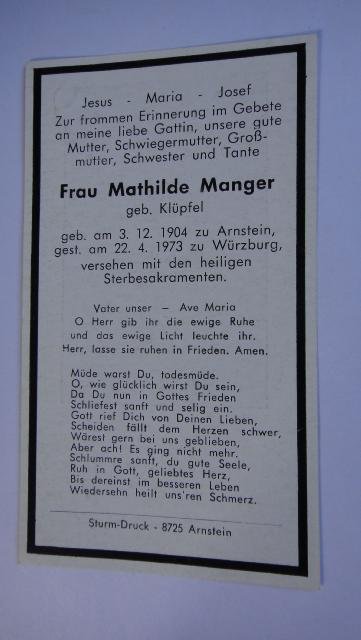 Jesus - Maria - Josef
Zur frommen Erinnerung im Gebete
an meine liebe Gattin, unsere gute
Mutter, Schwiegermutter, Groß-
mutter, Schwester und Tante
Frau Mathilde Manger
geb. Klüpfel
geb. am 3. 12. 1904 zu Arnstein,
gest. am 22. 4. 1973 zu Würzburg,
versehen mit den heiligen
Sterbesakramenten.
Vater unser – Ave Maria
O Herr gib ihr die ewige Ruhe
und das ewige Licht leuchte ihr.
Herr, lasse sie ruhen in Frieden. Amen.
Müde warst Du, todesmüde.
O, wie glücklich wirst Du sein,
Da Du nun in Gottes Frieden
Schliefest sanft und selig ein.
Gott rief Dich von Deinen Lieben,
Scheiden fällt dem Herzen schwer,
Wärest gern bei uns geblieben,
Aber ach! Es ging nicht mehr.
Schlummre sanft, du gute Seele,
Ruh in Gott, geliebtes Herz,
Bis dereinst im besseren Leben
Wiedersehn heilt uns'ren Schmerz.
Sturm-Druck - 8725 Arnstein